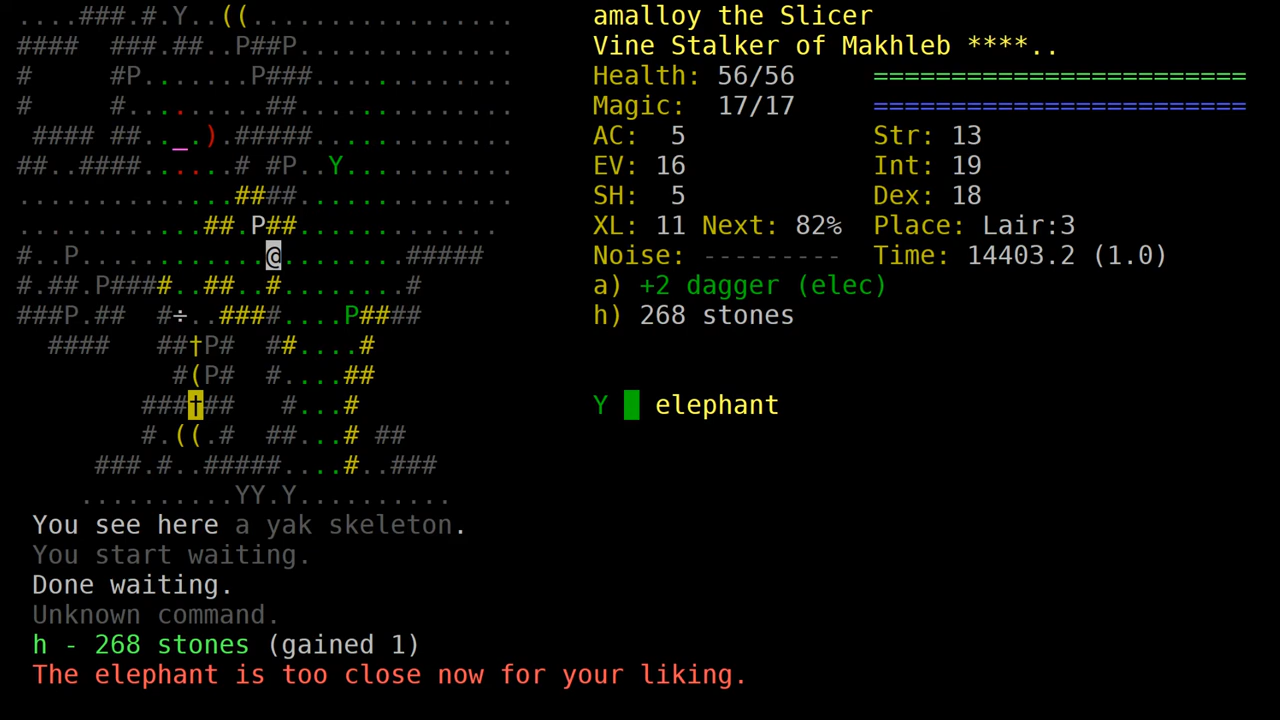 ....###.#.Y..((................. amalloy the Slicer
####  ###.##..P##P.............. Vine Stalker of Makhleb ****..
#     #P.......P###............. Health: 56/56 ========================
#     #.........##.............. Magic: 17/17 ========================
#### ##.._.)#####............. AC: 5 Str: 13
##..####......# #P..Y........... EV: 16 Int: 19
..............####.............. SH: 5 Dex: 18
............##.P##............. XL: 11 Next: 82% Place: Lair:3
#..P............@........##### Noise: --------- Time: 14403.2 (1.0)
#.##.P####..##..#........# a) +2 dagger (elec)
###P.##  #÷..####....P#### h) 268 stones
####   ##†P#  ##....#
#(P#  #....##
###†##   #...# Y elephant
#.((.#  ##...# ##
###.#..#####....#..###
..........YY.Y..........
You see here a yak skeleton.
You start waiting.
Done waiting.
Unknown command.
h - 268 stones (gained 1)
The elephant is too close now for your liking.